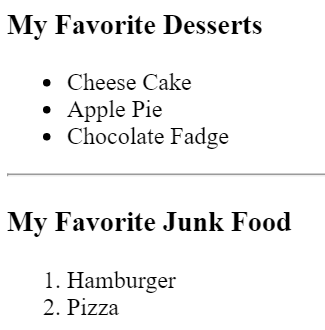 My Favorite Desserts
• Cheese Cake
• Apple Pie
• Chocolate Fadge
My Favorite Junk Food
1. Hamburger
2. Pizza